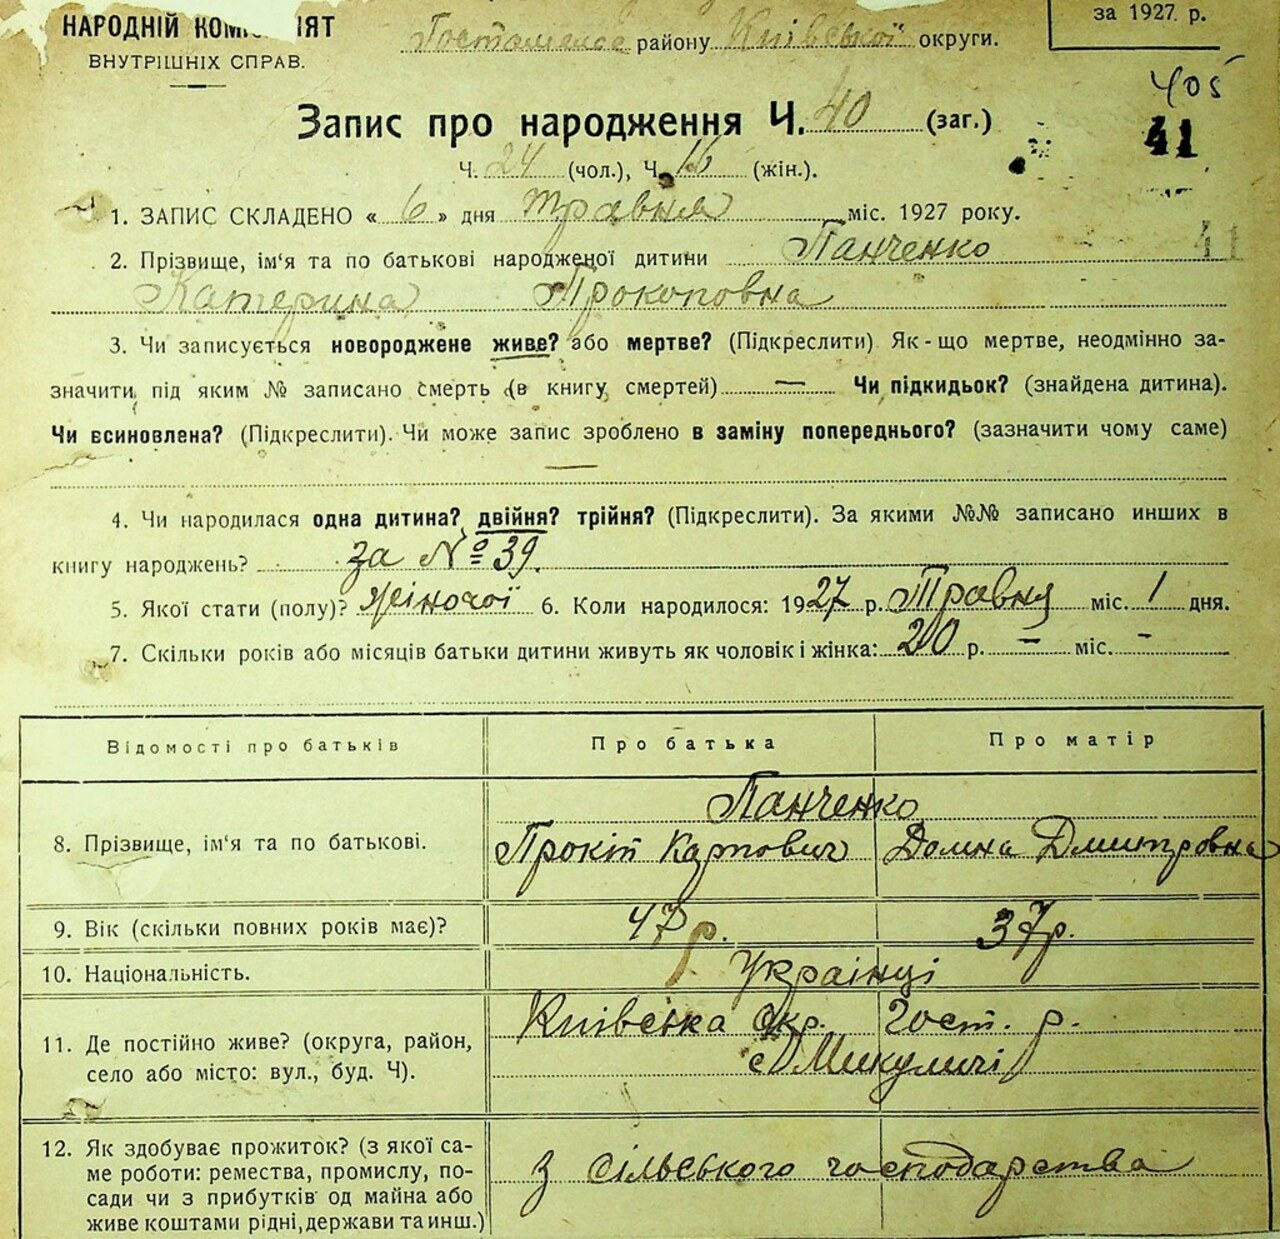 НАРОДНІЙ
ВНУТРІШНІХ СПРАВ.
Гостомельс району Київської округи.
за 1927 р.
405
Запис про народження Ч. 40 (заг.)
41
Ч. 24 (чол.), Ч. 16 (жін.).
1. ЗАПИС СКЛАДЕНО « 6 » дня травня міс. 1927 року.
2. Прізвище, ім'я та по батькові народженої дитини Панченко
41
Катерина Прокоповна
3. Чи записується новороджене живе? або мертве? (Підкреслити) Як-що мертве, неодмінно за-
значити, під яким № записано смерть (в книгу смертей) — Чи підкидьок? (знайдена дитина).
Чи всиновлена? (Підкреслити). Чи може запис зроблено в заміну попереднього? (зазначити чому саме)
—
4. Чи народилася одна дитина? двійня? трійня? (Підкреслити). За якими №№ записано инших в
книгу народжень? за № 39.
5. Якої стати (полу)? Жіночої 6. Коли народилося: 1927 р. Травня міс. 1 дня.
7. Скільки років або місяців батьки дитини живуть як чоловік і жінка: 20 р. — міс. —
Відомості про батьків Про батька Про матір
Панченко
8. Прізвище, ім'я та по батькові. Прокіп Карпович Домна Дмитровна
9. Вік (скільки повних років має)? 47 р. 37 р.
10. Національність. Українці
11. Де постійно живе? (округа, район, Київська Окр. Гост. р.
село або місто: вул., буд. Ч). с. Микуличі
12. Як здобуває прожиток? (з якої са-
ме роботи: ремества, промислу, по- З сільського господарства
сади чи з прибутків од майна або
живе коштами рідні, держави та инш.)